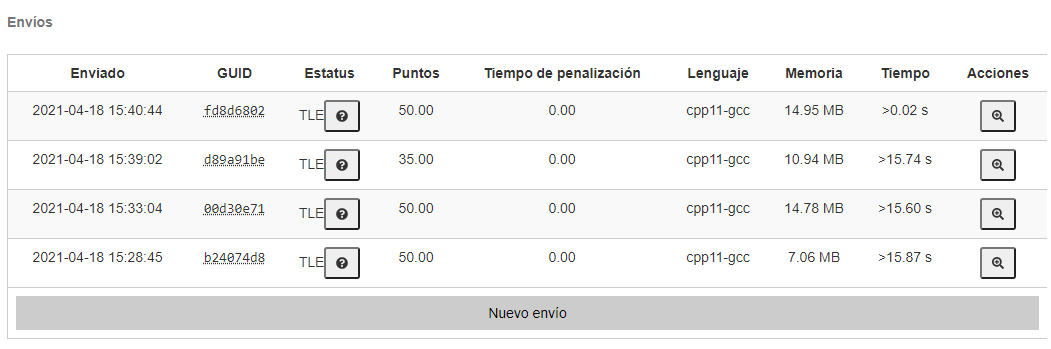 Envíos
Enviado GUID Estatus Puntos Tiempo de penalización Lenguaje Memoria Tiempo Acciones
2021-04-18 15:40:44 fd8d6802 TLE 50.00 0.00 cpp11-gcc 14.95 MB >0.02 s
2021-04-18 15:39:02 d89a91be TLE 35.00 0.00 cpp11-gcc 10.94 MB >15.74 s
2021-04-18 15:33:04 00d30e71 TLE 50.00 0.00 cpp11-gcc 14.78 MB >15.60 s
2021-04-18 15:28:45 b24074d8 TLE 50.00 0.00 cpp11-gcc 7.06 MB >15.87 s
Nuevo envío